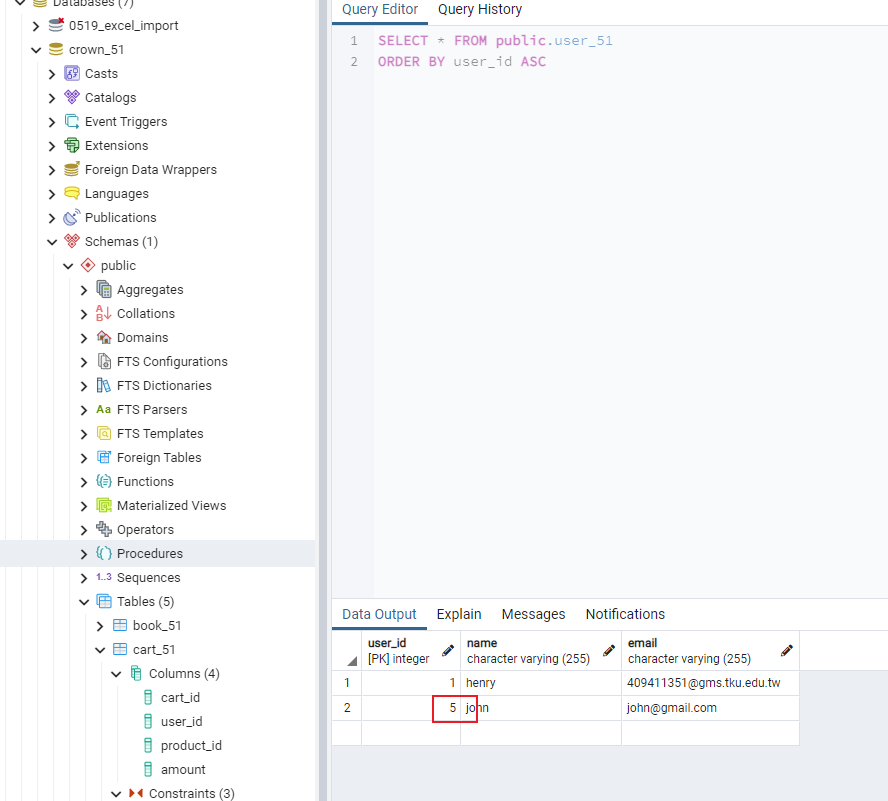 Databases (7)
0519_excel_import
crown_51
Casts
Catalogs
Event Triggers
Extensions
Foreign Data Wrappers
Languages
Publications
Schemas (1)
public
Aggregates
Collations
Domains
FTS Configurations
FTS Dictionaries
Aa FTS Parsers
FTS Templates
Foreign Tables
Functions
Materialized Views
Operators
Procedures
1..3 Sequences
Tables (5)
book_51
cart_51
Columns (4)
cart_id
user_id
product_id
amount
Constraints (3)
Query Editor Query History
1 SELECT * FROM public.user_51
2 ORDER BY user_id ASC
Data Output Explain Messages Notifications
user_id name email
[PK] integer character varying (255) character varying (255)
1 1 henry 409411351@gms.tku.edu.tw
2 5 john john@gmail.com